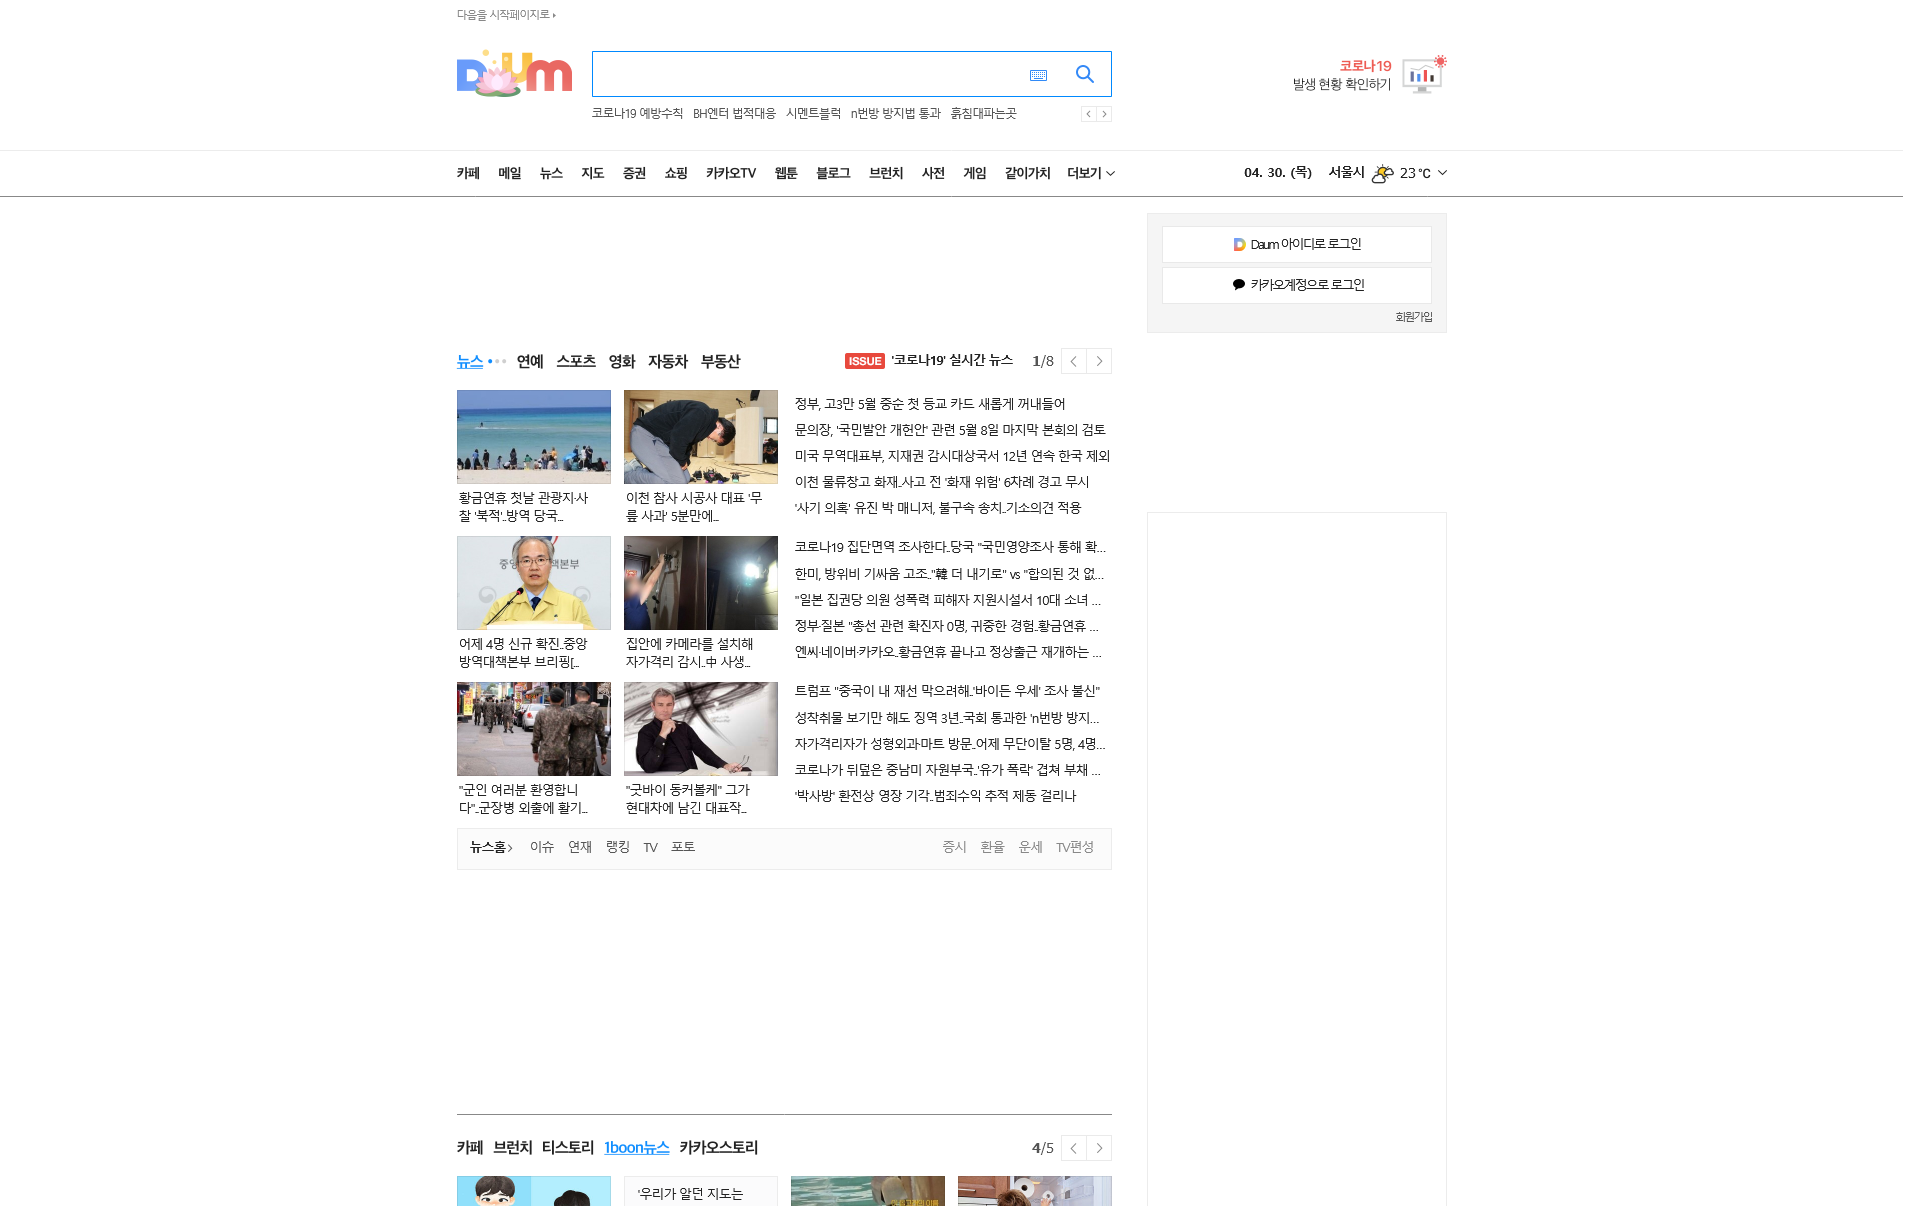 다음을 시작페이지로
Daum
코로나19
발생 현황 확인하기
코로나19 예방수칙 BH엔터 법적대응 시멘트블럭 n번방 방지법 통과 흙침대파는곳
카페 메일 뉴스 지도 증권 쇼핑 카카오TV 웹툰 블로그 브런치 사전 게임 같이가치 더보기
04. 30. (목) 서울시 23 ℃
Daum 아이디로 로그인
카카오계정으로 로그인
회원가입
뉴스 연예 스포츠 영화 자동차 부동산
ISSUE '코로나19' 실시간 뉴스 1/8
황금연휴 첫날 관광지·사
찰 '북적'..방역 당국...
이천 참사 시공사 대표 '무
릎 사과' 5분만에...
정부, 고3만 5월 중순 첫 등교 카드 새롭게 꺼내들어
문의장, '국민발안 개헌안' 관련 5월 8일 마지막 본회의 검토
미국 무역대표부, 지재권 감시대상국서 12년 연속 한국 제외
이천 물류창고 화재..사고 전 '화재 위험' 6차례 경고 무시
'사기 의혹' 유진 박 매니저, 불구속 송치..기소의견 적용
어제 4명 신규 확진..중앙
방역대책본부 브리핑[...
집안에 카메라를 설치해
자가격리 감시..中 사생...
코로나19 집단면역 조사한다..당국 "국민영양조사 통해 확...
한미, 방위비 기싸움 고조.."韓 더 내기로" vs "합의된 것 없...
"일본 집권당 의원 성폭력 피해자 지원시설서 10대 소녀 ...
정부·질본 "총선 관련 확진자 0명, 귀중한 경험..황금연휴 ...
엔씨·네이버·카카오..황금연휴 끝나고 정상출근 재개하는 ...
"군인 여러분 환영합니
다"..군장병 외출에 활기...
"굿바이 동커볼케" 그가
현대차에 남긴 대표작...
트럼프 "중국이 내 재선 막으려해..'바이든 우세' 조사 불신"
성착취물 보기만 해도 징역 3년..국회 통과한 'n번방 방지...
자가격리자가 성형외과·마트 방문..어제 무단이탈 5명, 4명...
코로나가 뒤덮은 중남미 자원부국..'유가 폭락' 겹쳐 부채 ...
'박사방' 환전상 영장 기각..범죄수익 추적 제동 걸리나
뉴스홈 이슈 연재 랭킹 TV 포토
증시 환율 운세 TV편성
카페 브런치 티스토리 1boon뉴스 카카오스토리
4/5
'우리가 알던 지도는